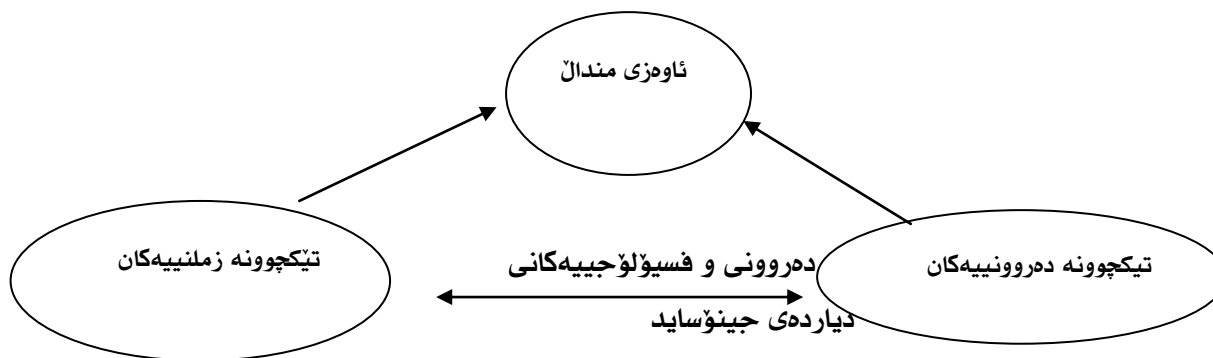 ئاوەزی منداڵ
تیکچوونە دەروونییەکان
دەروونی و فسیۆلۆجییەکانی
دیاردەی جینۆساید
تێکچوونە زملنییەکان